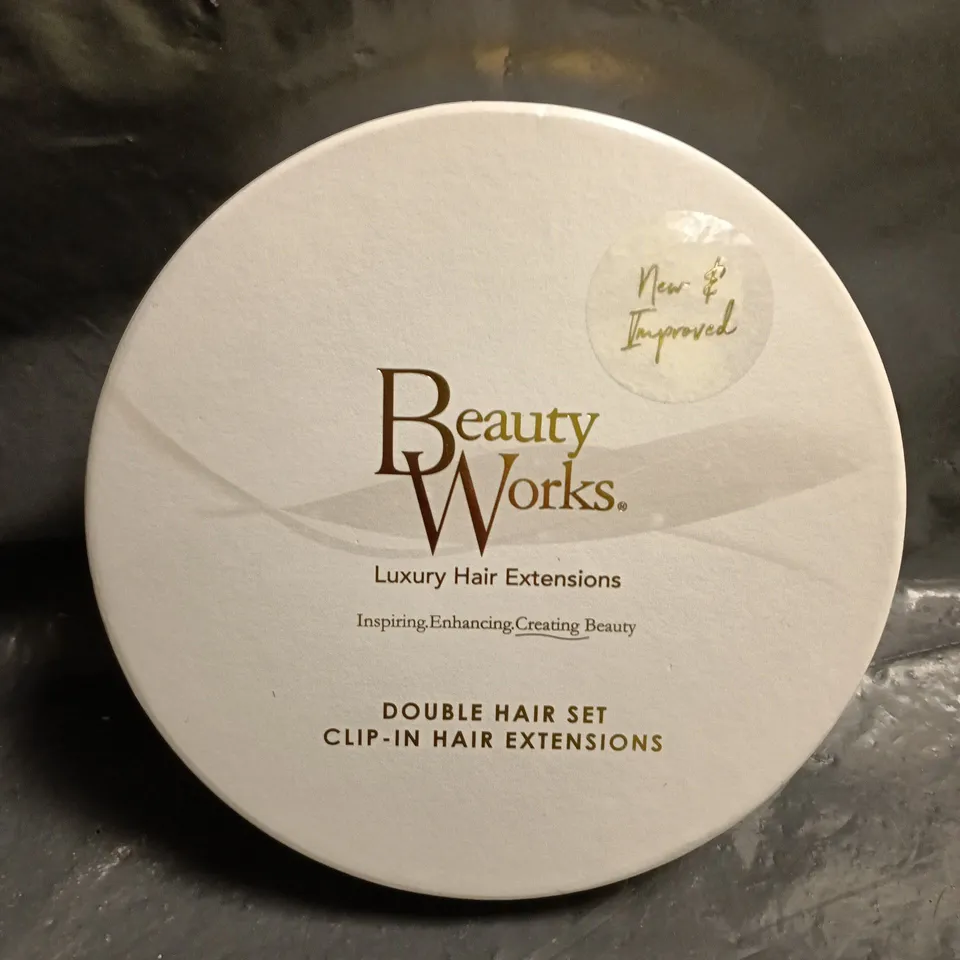 New &
Improved
Beauty
Works®
Luxury Hair Extensions
Inspiring.Enhancing.Creating Beauty
DOUBLE HAIR SET
CLIP-IN HAIR EXTENSIONS